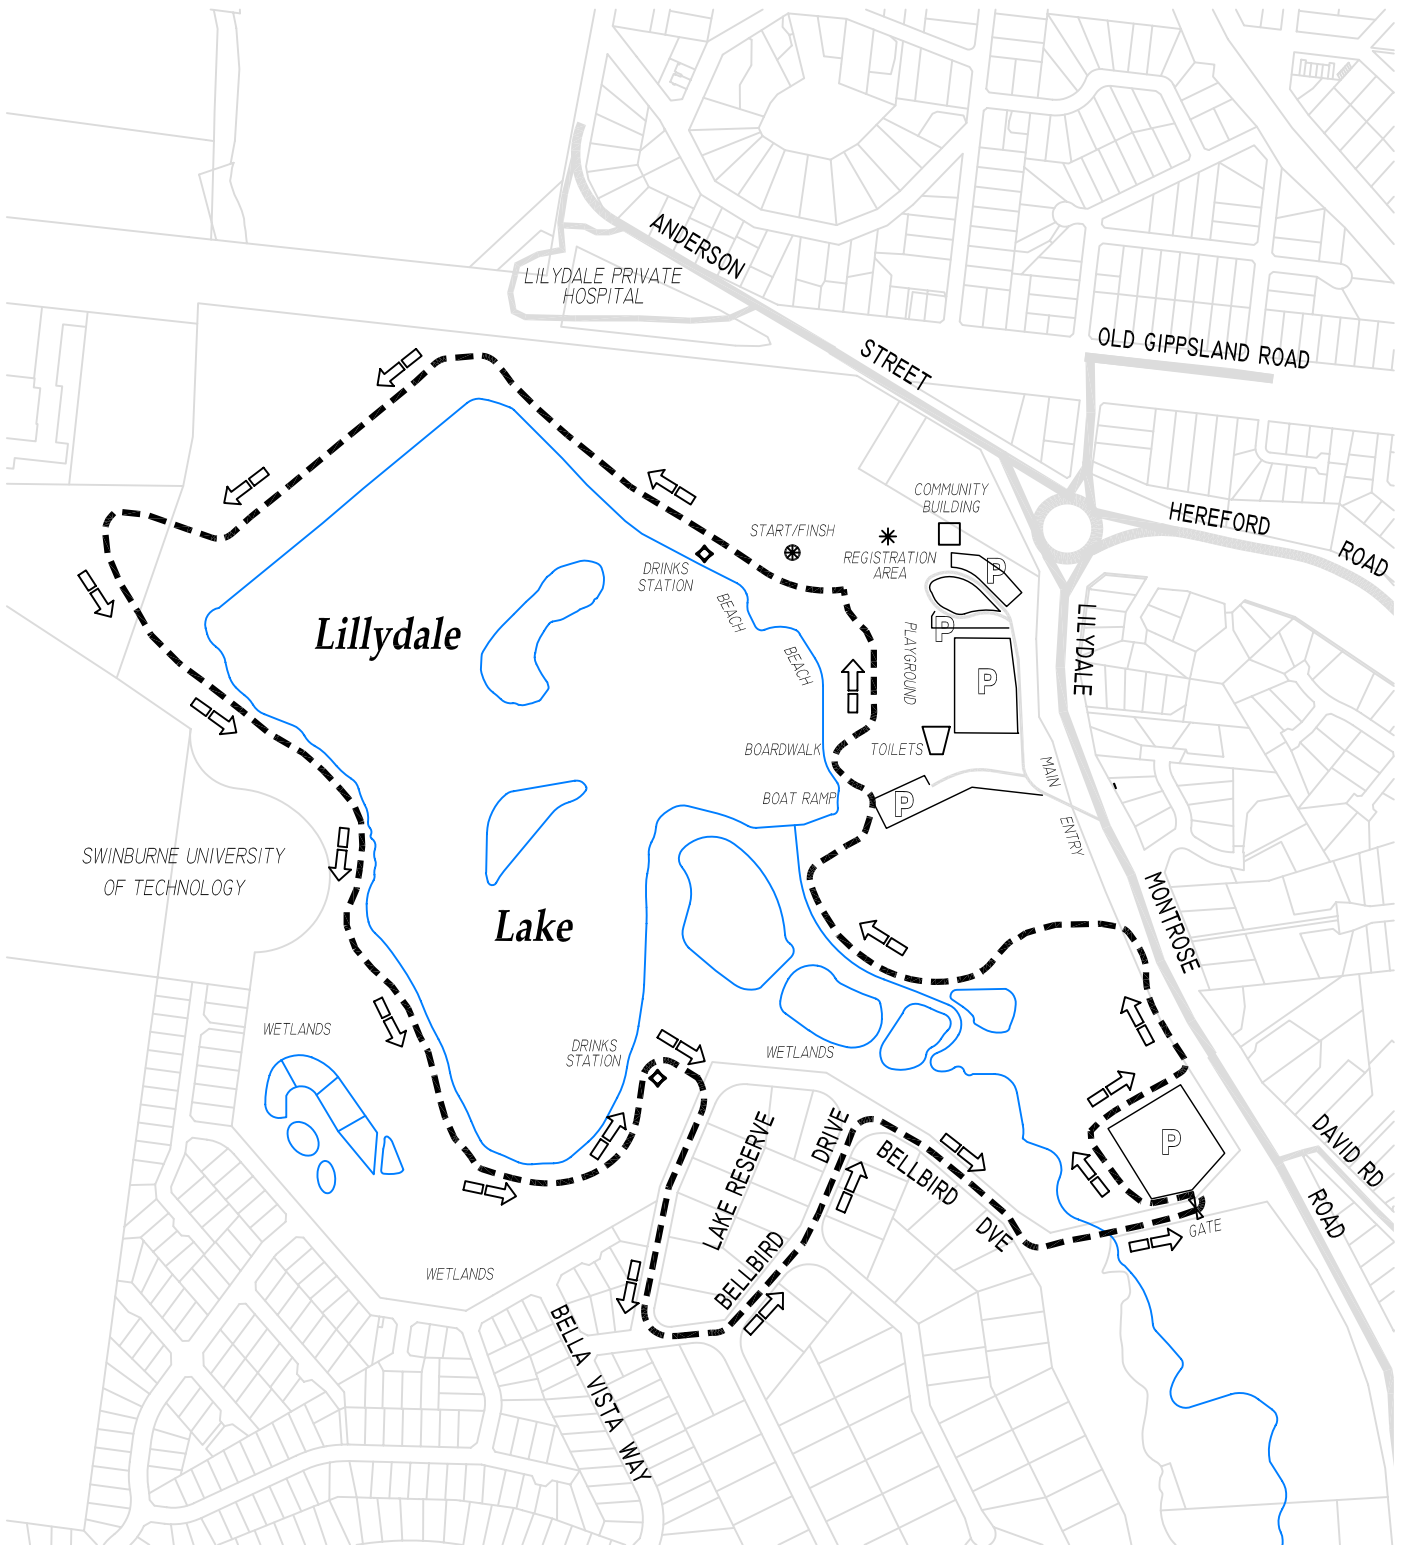 ANDERSON
LILYDALE PRIVATE
HOSPITAL
STREET
OLD GIPPSLAND ROAD
COMMUNITY
BUILDING
HEREFORD
ROAD
START/FINSH
REGISTRATION
AREA
P
DRINKS
STATION
BEACH
Lillydale
P
LILYDALE
PLAYGROUND
BEACH
P
BOARDWALK
TOILETS
MAIN
BOAT RAMP
P
ENTRY
SWINBURNE UNIVERSITY
OF TECHNOLOGY
MONTROSE
Lake
WETLANDS
DRINKS
STATION
WETLANDS
LAKE RESERVE
DRIVE
BELLBIRD
DVE
P
DAVID RD
ROAD
GATE
BELLBIRD
WETLANDS
BELLA VISTA WAY